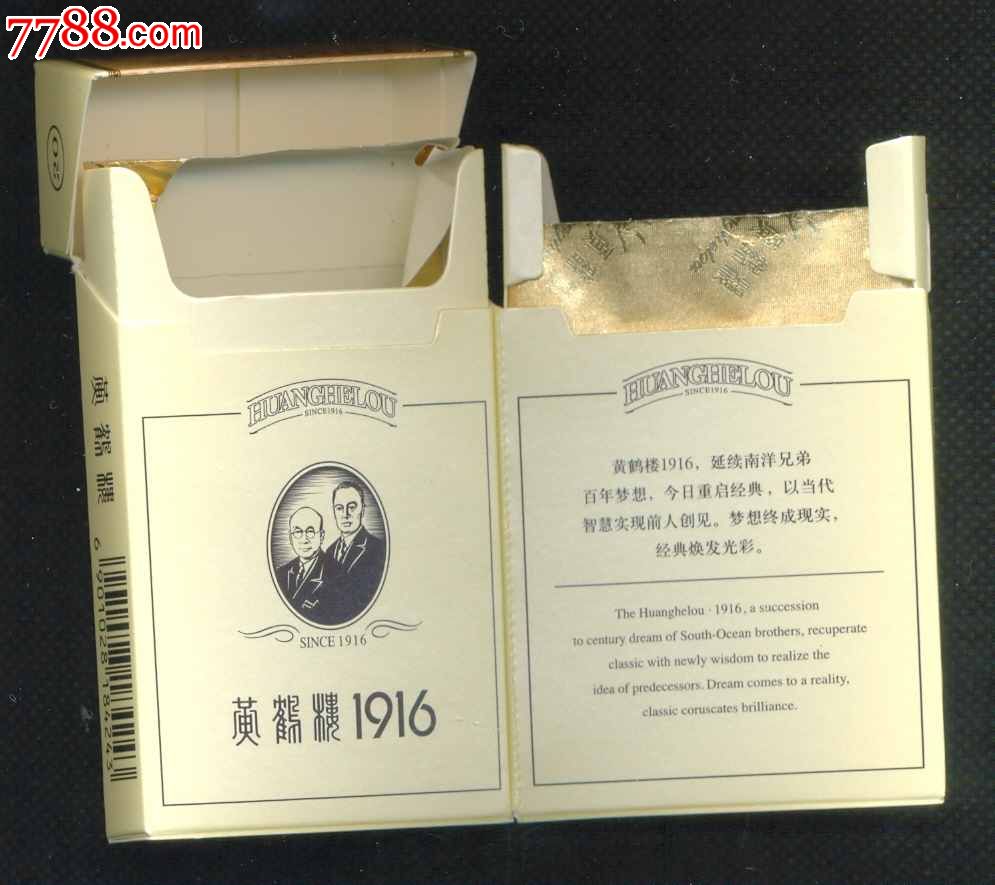 7788.com
HUANGHELOU
SINCE1916
SINCE 1916
黄鹤楼1916
黄鹤楼
6 901028 184243
HUANGHELOU
SINCE1916
黄鹤楼1916，延续南洋兄弟
百年梦想，今日重启经典，以当代
智慧实现前人创见。梦想终成现实，
经典焕发光彩。
The Huanghelou · 1916, a succession
to century dream of South-Ocean brothers, recuperate
classic with newly wisdom to realize the
idea of predecessors. Dream comes to a reality,
classic coruscates brilliance.